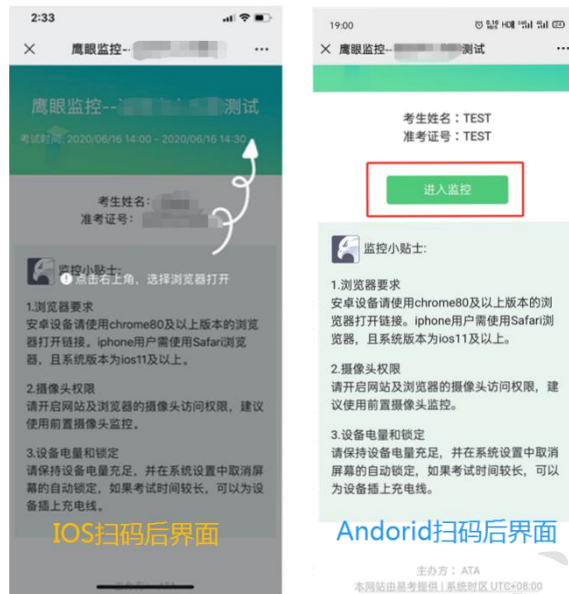 2:33
鹰眼监控--
鹰眼监控--
测试
考试时间: 2020/06/16 14:00 - 2020/06/16 14:30
考生姓名:
准考证号:
监控小贴士:
点击右上角，选择浏览器打开
1.浏览器要求
安卓设备请使用chrome80及以上版本的浏览
器打开链接。iphone用户需使用Safari浏览
器，且系统版本为ios11及以上。
2.摄像头权限
请开启网站及浏览器的摄像头访问权限，建议
使用前置摄像头监控。
3.设备电量和锁定
请保持设备电量充足，并在系统设置中取消屏
幕的自动锁定，如果考试时间较长，可以为设
备插上充电线。
IOS扫码后界面
19:00
鹰眼监控--
测试
考生姓名：TEST
准考证号：TEST
进入监控
监控小贴士:
1.浏览器要求
安卓设备请使用chrome80及以上版本的浏
览器打开链接。iphone用户需使用Safari浏
览器，且系统版本为ios11及以上。
2.摄像头权限
请开启网站及浏览器的摄像头访问权限，建
议使用前置摄像头监控。
3.设备电量和锁定
请保持设备电量充足，并在系统设置中取消
屏幕的自动锁定，如果考试时间较长，可以
为设备插上充电线。
Andorid扫码后界面
主办方：ATA
本网站由易考提供 | 系统时区 UTC+08:00